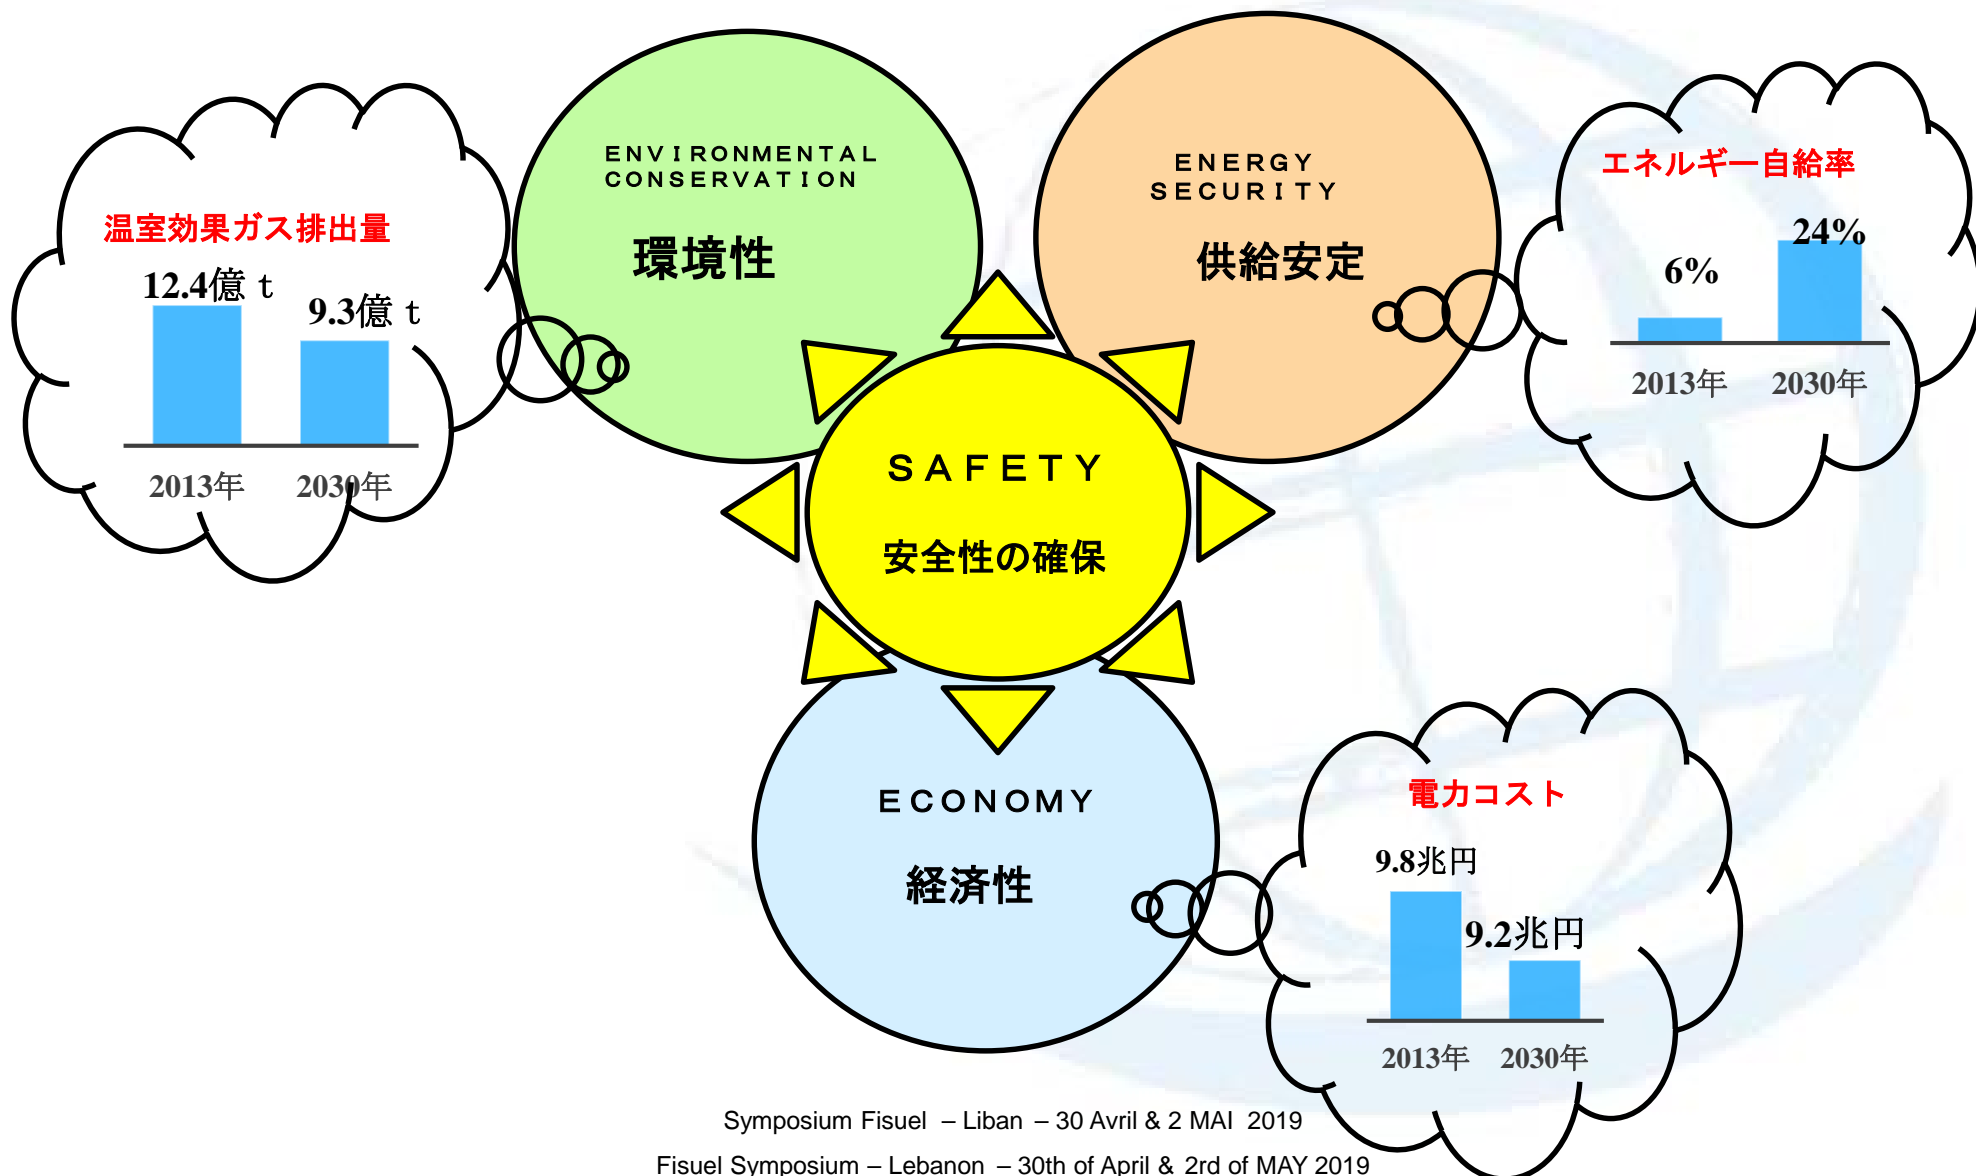 ENVIRONMENTAL
CONSERVATION
環境性
ENERGY
SECURITY
供給安定
温室効果ガス排出量
12.4億ｔ
9.3億ｔ
2013年 2030年
エネルギー自給率
24%
6%
2013年 2030年
SAFETY
安全性の確保
ECONOMY
経済性
電力コスト
9.8兆円
9.2兆円
2013年 2030年
Symposium Fisuel – Liban – 30 Avril & 2 MAI 2019
Fisuel Symposium – Lebanon – 30th of April & 2rd of MAY 2019